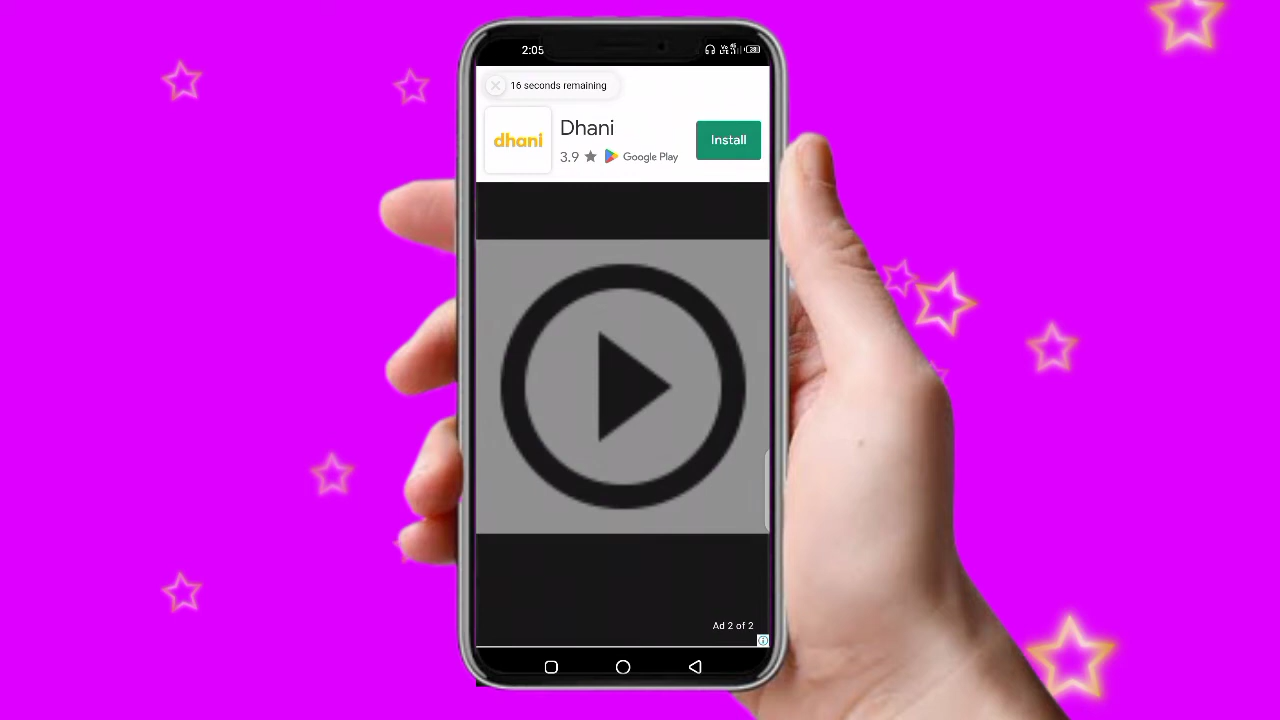 2:05
16 seconds remaining
dhani
Dhani
3.9 Google Play
Install
Ad 2 of 2